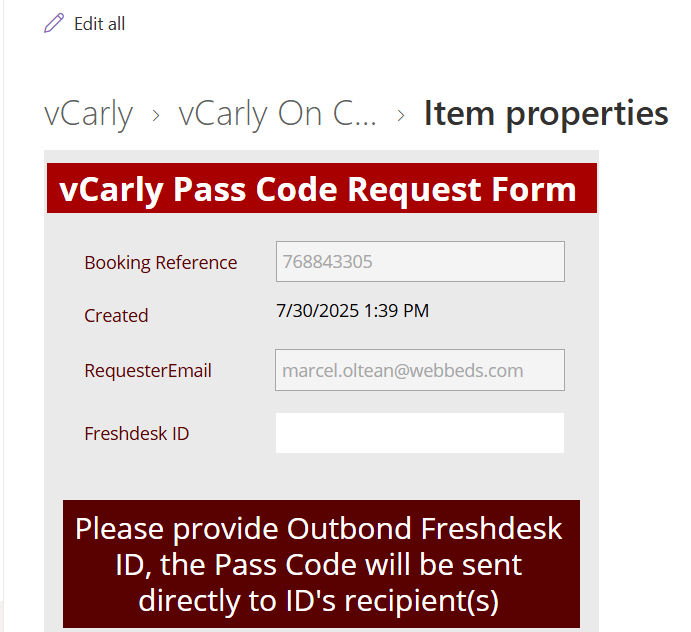 Edit all
vCarly > vCarly On C... > Item properties
vCarly Pass Code Request Form
Booking Reference 768843305
Created 7/30/2025 1:39 PM
RequesterEmail marcel.oltean@webbeds.com
Freshdesk ID
Please provide Outbond Freshdesk
ID, the Pass Code will be sent
directly to ID's recipient(s)